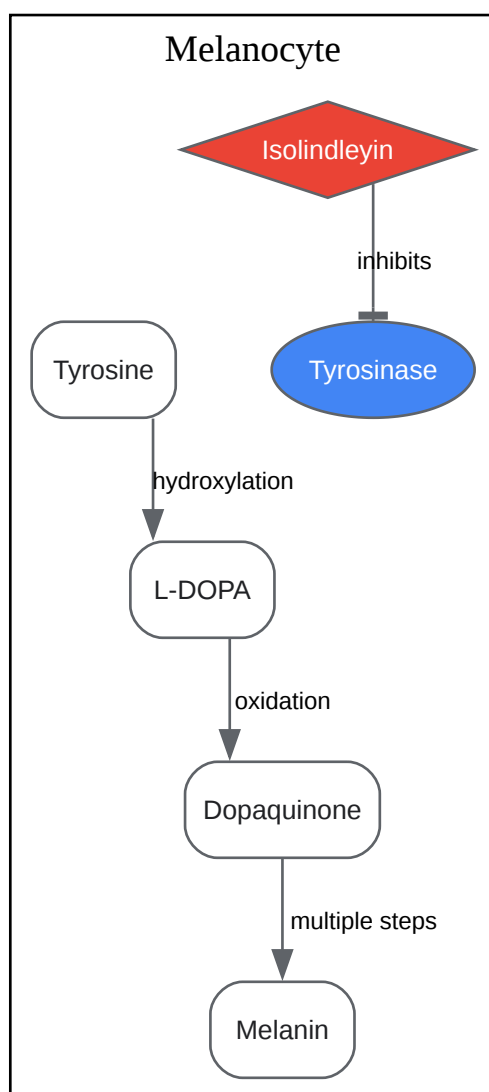 Melanocyte
Isolindleyin
inhibits
Tyrosine
Tyrosinase
hydroxylation
L-DOPA
oxidation
Dopaquinone
multiple steps
Melanin